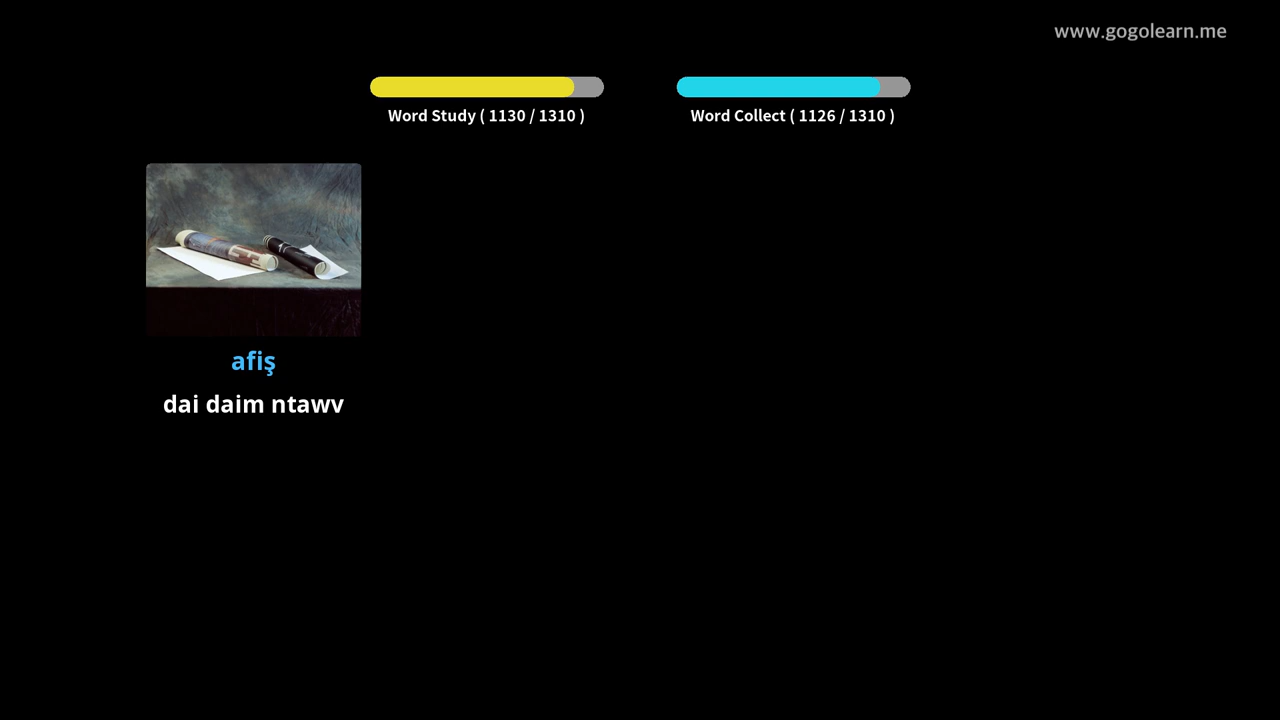 www.gogolearn.me
Word Study ( 1130 / 1310 )
Word Collect ( 1126 / 1310 )
afiş
dai daim ntawv